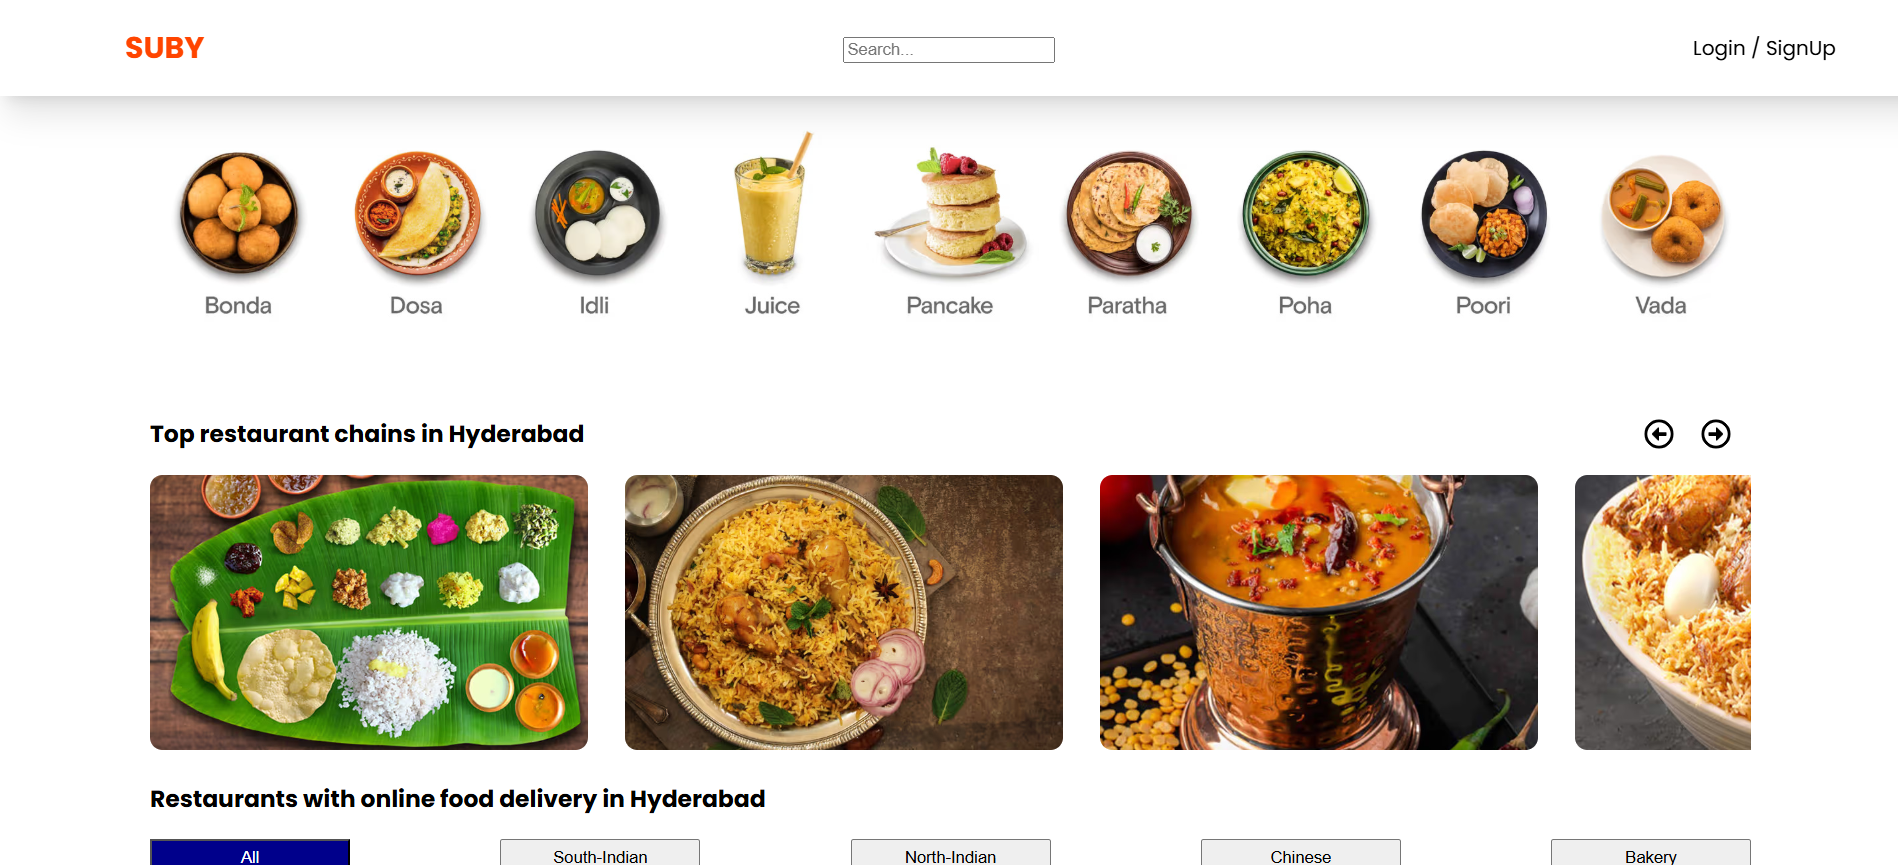 SUBY
Search...
Login / SignUp
Bonda
Dosa
Idli
Juice
Pancake
Paratha
Poha
Poori
Vada
Top restaurant chains in Hyderabad
Restaurants with online food delivery in Hyderabad
All
South-Indian
North-Indian
Chinese
Bakery